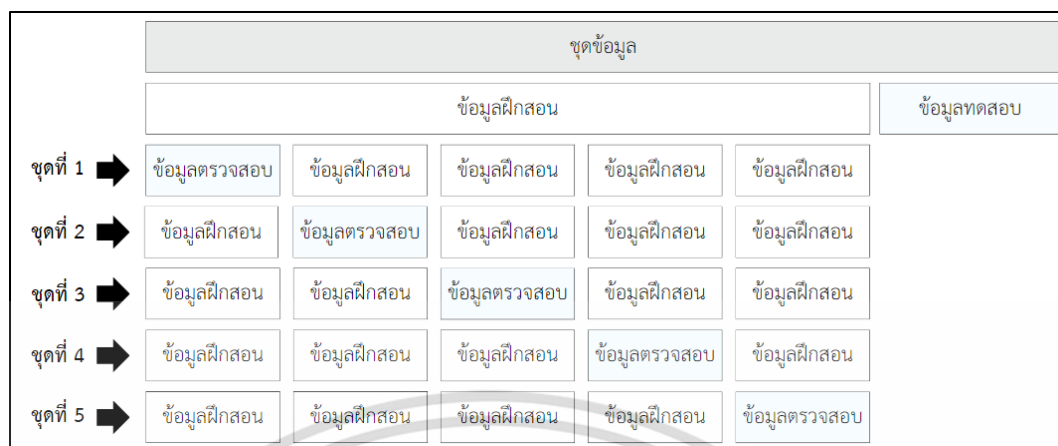 ชุดข้อมูล
ข้อมูลฝึกสอน ข้อมูลทดสอบ
ชุดที่ 1 ข้อมูลตรวจสอบ ข้อมูลฝึกสอน ข้อมูลฝึกสอน ข้อมูลฝึกสอน ข้อมูลฝึกสอน
ชุดที่ 2 ข้อมูลฝึกสอน ข้อมูลตรวจสอบ ข้อมูลฝึกสอน ข้อมูลฝึกสอน ข้อมูลฝึกสอน
ชุดที่ 3 ข้อมูลฝึกสอน ข้อมูลฝึกสอน ข้อมูลตรวจสอบ ข้อมูลฝึกสอน ข้อมูลฝึกสอน
ชุดที่ 4 ข้อมูลฝึกสอน ข้อมูลฝึกสอน ข้อมูลฝึกสอน ข้อมูลตรวจสอบ ข้อมูลฝึกสอน
ชุดที่ 5 ข้อมูลฝึกสอน ข้อมูลฝึกสอน ข้อมูลฝึกสอน ข้อมูลฝึกสอน ข้อมูลตรวจสอบ